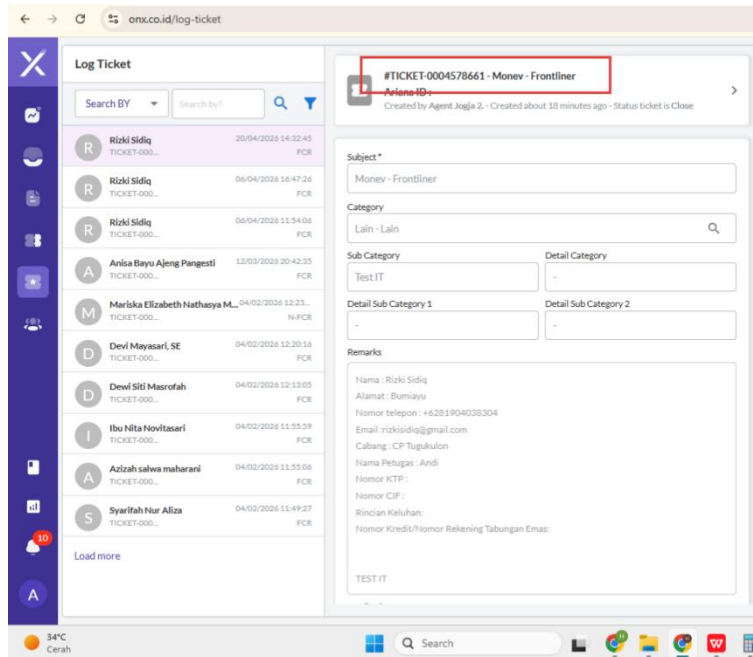 onx.co.id/log-ticket
Log Ticket
Search BY
Search by?
R
Rizki Sidiq
20/04/2026 14:32:45
TICKET-000...
FCR
R
Rizki Sidiq
06/04/2026 16:47:26
TICKET-000...
FCR
R
Rizki Sidiq
06/04/2026 11:54:06
TICKET-000...
FCR
A
Anisa Bayu Ajeng Pangesti
12/03/2026 20:42:35
TICKET-000...
FCR
M
Mariska Elizabeth Nathasya M...
04/02/2026 12:23...
TICKET-000...
N-FCR
D
Devi Mayasari, SE
04/02/2026 12:20:16
TICKET-000...
FCR
D
Dewi Siti Masrofah
04/02/2026 12:13:05
TICKET-000...
FCR
I
Ibu Nita Novitasari
04/02/2026 11:55:59
TICKET-000...
FCR
A
Azizah salwa maharani
04/02/2026 11:55:06
TICKET-000...
FCR
S
Syarifah Nur Aliza
04/02/2026 11:49:27
TICKET-000...
FCR
Load more
10
A
#TICKET-0004578661 - Monev - Frontliner
Ariana ID :
Created by Agent Jogja 2. - Created about 18 minutes ago - Status ticket is Close
Subject *
Monev - Frontliner
Category
Lain - Lain
Sub Category
Detail Category
Test IT
-
Detail Sub Category 1
Detail Sub Category 2
-
-
Remarks
Nama : Rizki Sidiq
Alamat : Bumiayu
Nomor telepon : +6281904038304
Email :rizkisidiq@gmail.com
Cabang : CP Tugukulon
Nama Petugas : Andi
Nomor KTP :
Nomor CIF :
Rincian Keluhan:
Nomor Kredit/Nomor Rekening Tabungan Emas:
TEST IT
34°C
Cerah
Search